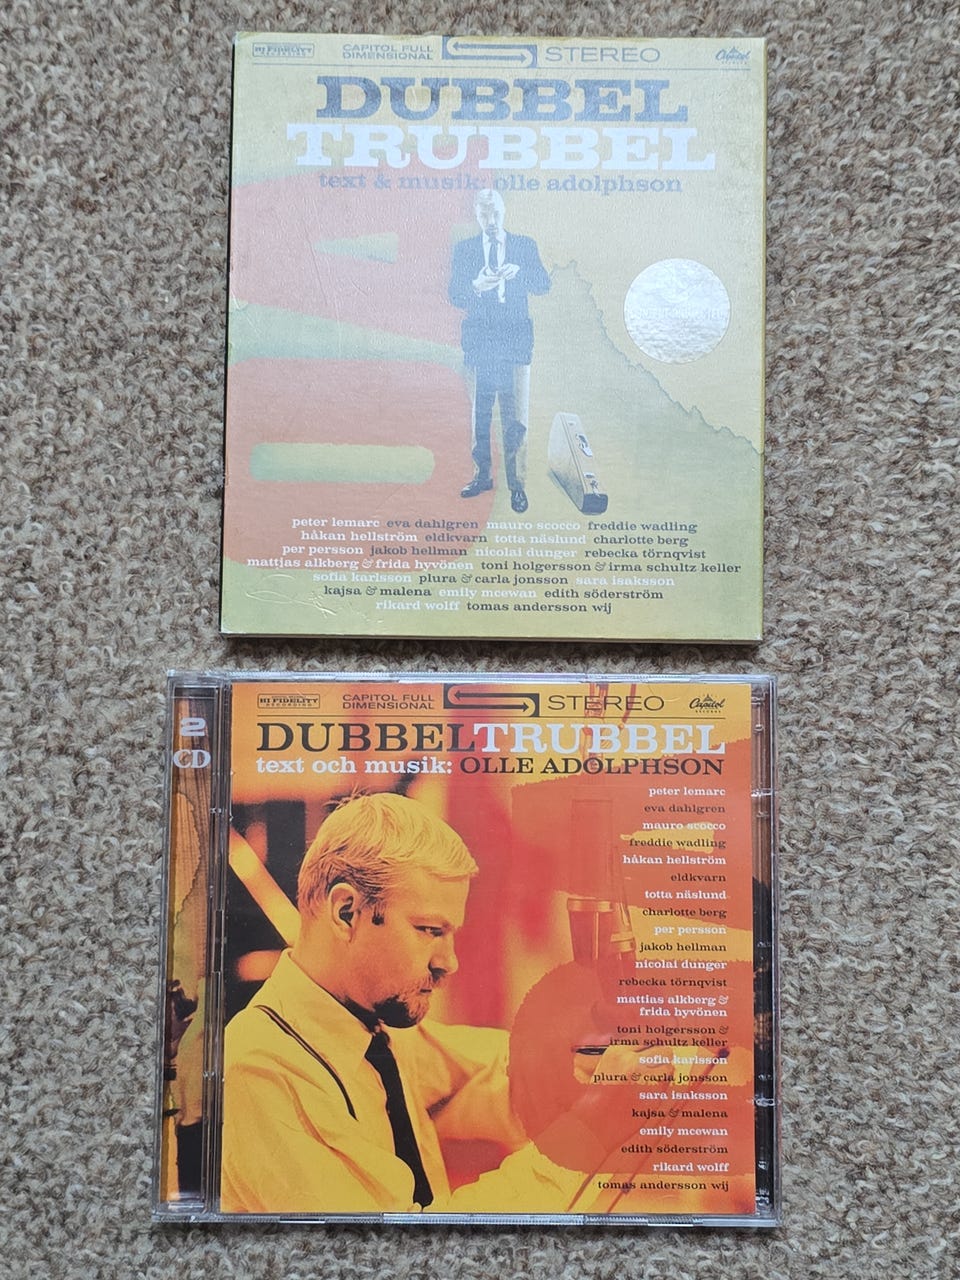 HI FIDELITY
RECORDING
CAPITOL FULL
DIMENSIONAL
STEREO
Capitol
DUBBEL
TRUBBEL
text & musik: olle adolphson
peter lemarc eva dahlgren mauro scocco freddie wadling
håkan hellström eldkvarn totta näslund charlotte berg
per persson jakob hellman nicolai dunger rebecka törnqvist
mattias alkberg & frida hyvönen toni holgersson & irma schultz keller
sofia karlsson plura & carla jonsson sara isaksson
kajsa & malena emily mcewan edith söderström
rikard wolff tomas andersson wij
2
CD
HI FIDELITY
RECORDING
CAPITOL FULL
DIMENSIONAL
STEREO
Capitol
RECORDS
DUBBELTRUBBEL
text och musik: OLLE ADOLPHSON
peter lemarc
eva dahlgren
mauro scocco
freddie wadling
håkan hellström
eldkvarn
totta näslund
charlotte berg
per persson
jakob hellman
nicolai dunger
rebecka törnqvist
mattias alkberg &
frida hyvönen
toni holgersson &
irma schultz keller
sofia karlsson
plura & carla jonsson
sara isaksson
kajsa & malena
emily mcewan
edith söderström
rikard wolff
tomas andersson wij